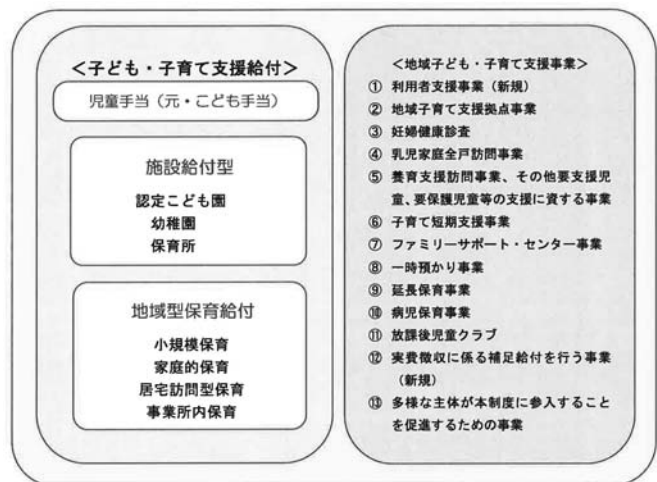 <子ども・子育て支援給付>
児童手当（元・こども手当）
施設給付型
認定こども園
幼稚園
保育所
地域型保育給付
小規模保育
家庭的保育
居宅訪問型保育
事業所内保育
<地域子ども・子育て支援事業>
① 利用者支援事業（新規）
② 地域子育て支援拠点事業
③ 妊婦健康診査
④ 乳児家庭全戸訪問事業
⑤ 養育支援訪問事業、その他要支援児
童、要保護児童等の支援に資する事業
⑥ 子育て短期支援事業
⑦ ファミリーサポート・センター事業
⑧ 一時預かり事業
⑨ 延長保育事業
⑩ 病児保育事業
⑪ 放課後児童クラブ
⑫ 実費徴収に係る補足給付を行う事業
（新規）
⑬ 多様な主体が本制度に参入すること
を促進するための事業